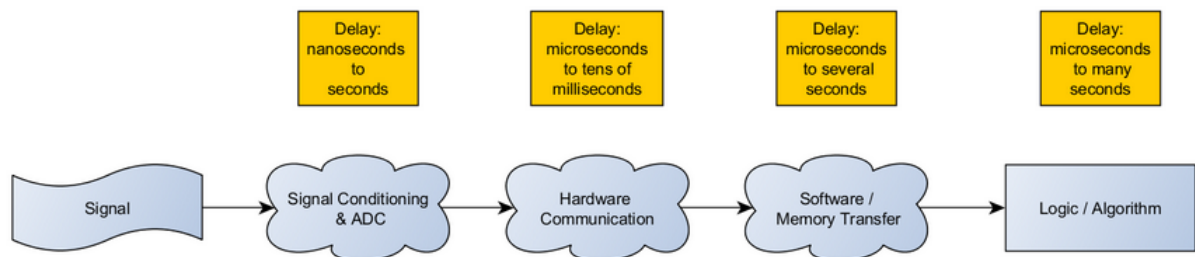 Delay:
nanoseconds
to
seconds
Delay:
microseconds
to tens of
milliseconds
Delay:
microseconds
to several
seconds
Delay:
microseconds
to many
seconds
Signal
Signal Conditioning
& ADC
Hardware
Communication
Software /
Memory Transfer
Logic / Algorithm